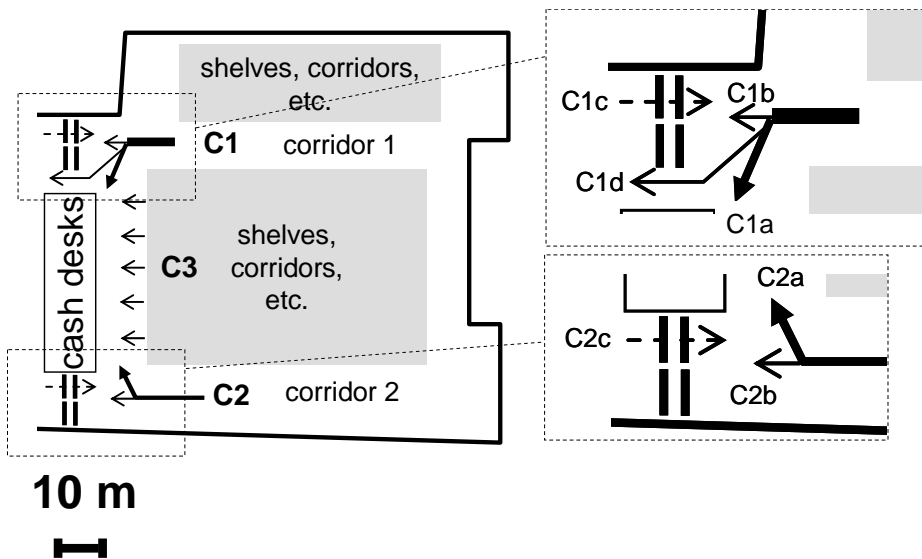 shelves, corridors,
etc.
C1
corridor 1
cash desks
C3
shelves,
corridors,
etc.
C2
corridor 2
10 m
C1c
C1b
C1d
C1a
C2a
C2c
C2b